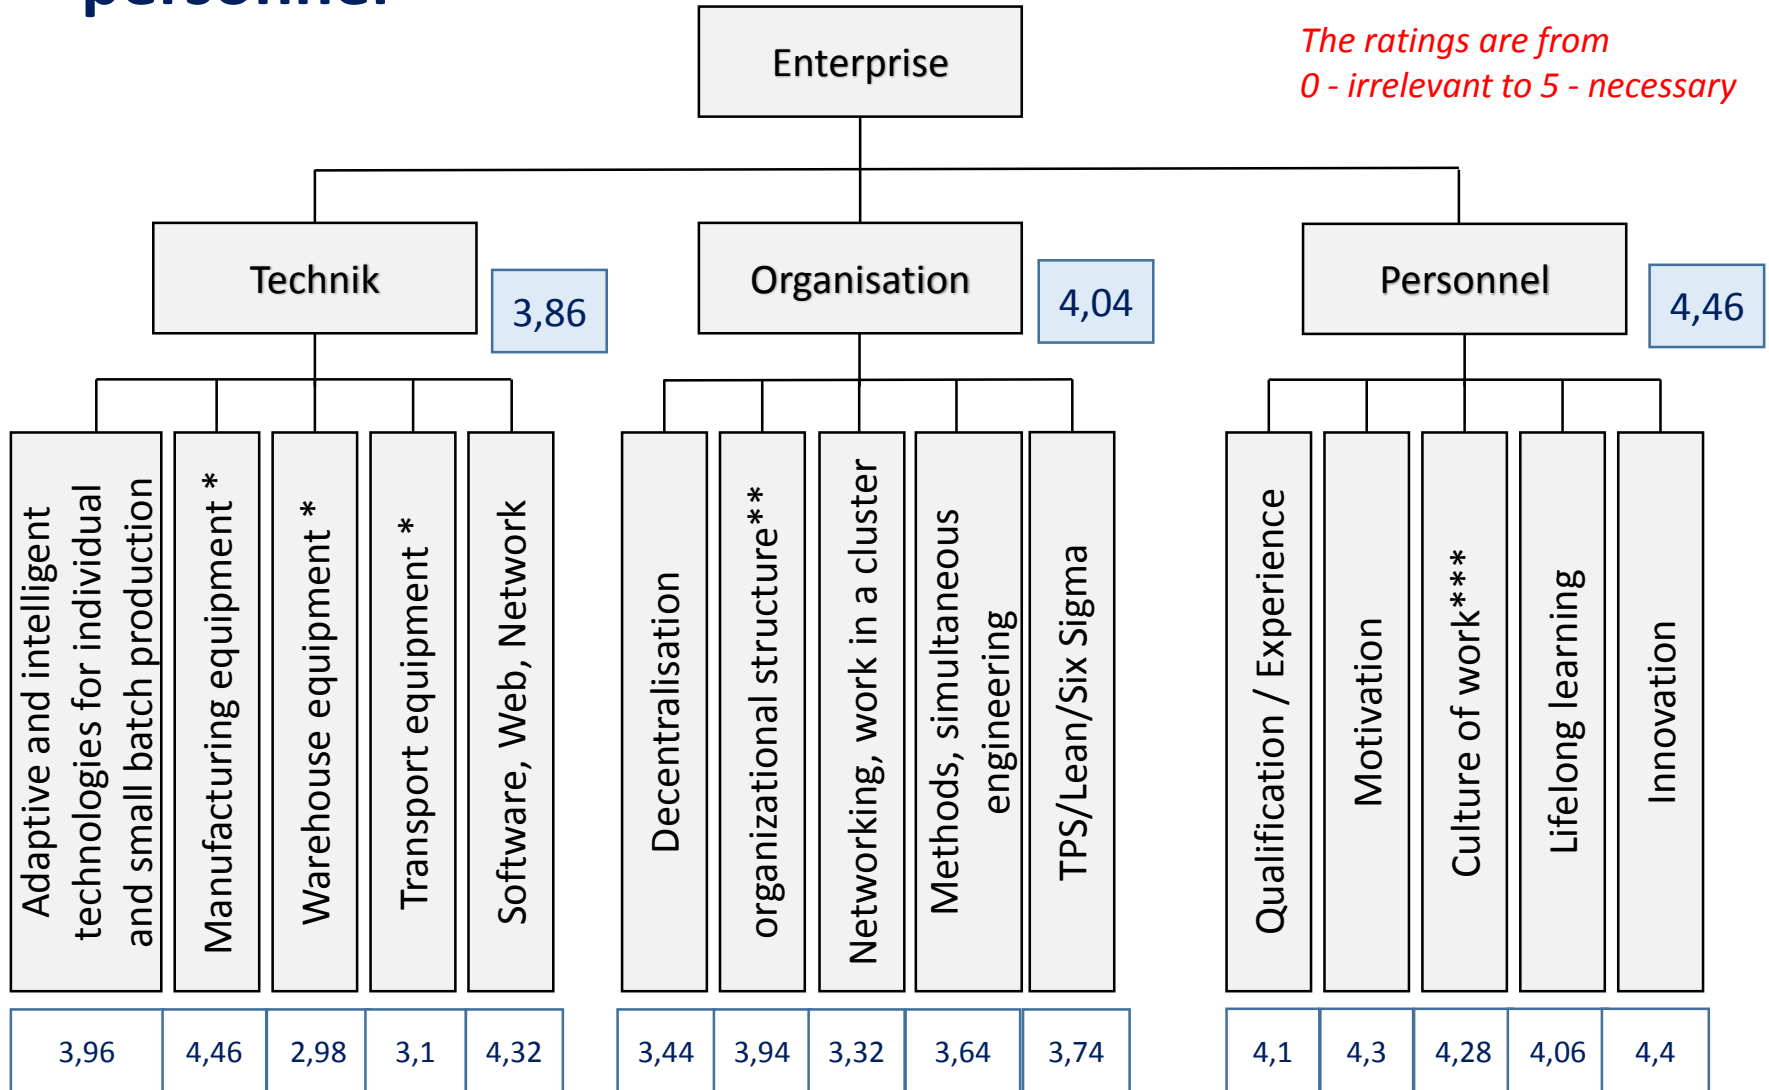 personnel
Enterprise
The ratings are from
0 - irrelevant to 5 - necessary
Technik
3,86
Organisation
4,04
Personnel
4,46
Adaptive and intelligent
technologies for individual
and small batch production
Manufacturing equipment *
Warehouse equipment *
Transport equipment *
Software, Web, Network
Decentralisation
organizational structure**
Networking, work in a cluster
Methods, simultaneous
engineering
TPS/Lean/Six Sigma
Qualification / Experience
Motivation
Culture of work****
Lifelong learning
Innovation
3,96
4,46
2,98
3,1
4,32
3,44
3,94
3,32
3,64
3,74
4,1
4,3
4,28
4,06
4,4